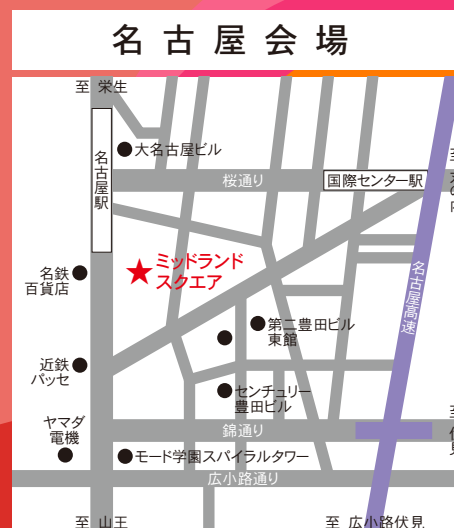 名古屋会場
至 栄生
大名古屋ビル
名古屋駅
桜通り
国際センター駅
至
ミッドランド
スクエア
名鉄
百貨店
名古屋高速
第二豊田ビル
東館
近鉄
パッセ
センチュリー
豊田ビル
ヤマダ
電機
錦通り
至
モード学園スパイラルタワー
広小路通り
至 山王
至 広小路伏見